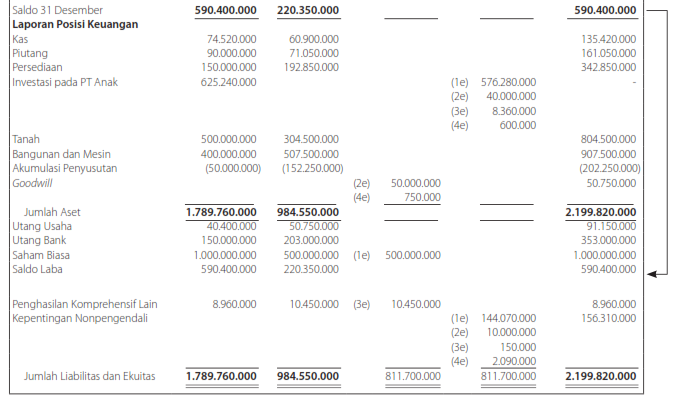 Saldo 31 Desember 590.400.000 220.350.000 590.400.000
Laporan Posisi Keuangan
Kas 74.520.000 60.900.000 135.420.000
Piutang 90.000.000 71.050.000 161.050.000
Persediaan 150.000.000 192.850.000 342.850.000
Investasi pada PT Anak 625.240.000 (1e) 576.280.000 -
(2e) 40.000.000
(3e) 8.360.000
(4e) 600.000
Tanah 500.000.000 304.500.000 804.500.000
Bangunan dan Mesin 400.000.000 507.500.000 907.500.000
Akumulasi Penyusutan (50.000.000) (152.250.000) (202.250.000)
Goodwill (2e) 50.000.000 50.750.000
(4e) 750.000
Jumlah Aset 1.789.760.000 984.550.000 2.199.820.000
Utang Usaha 40.400.000 50.750.000 91.150.000
Utang Bank 150.000.000 203.000.000 353.000.000
Saham Biasa 1.000.000.000 500.000.000 (1e) 500.000.000 1.000.000.000
Saldo Laba 590.400.000 220.350.000 590.400.000
Penghasilan Komprehensif Lain 8.960.000 10.450.000 (3e) 10.450.000 8.960.000
Kepentingan Nonpengendali (1e) 144.070.000 156.310.000
(2e) 10.000.000
(3e) 150.000
(4e) 2.090.000
Jumlah Liabilitas dan Ekuitas 1.789.760.000 984.550.000 811.700.000 811.700.000 2.199.820.000